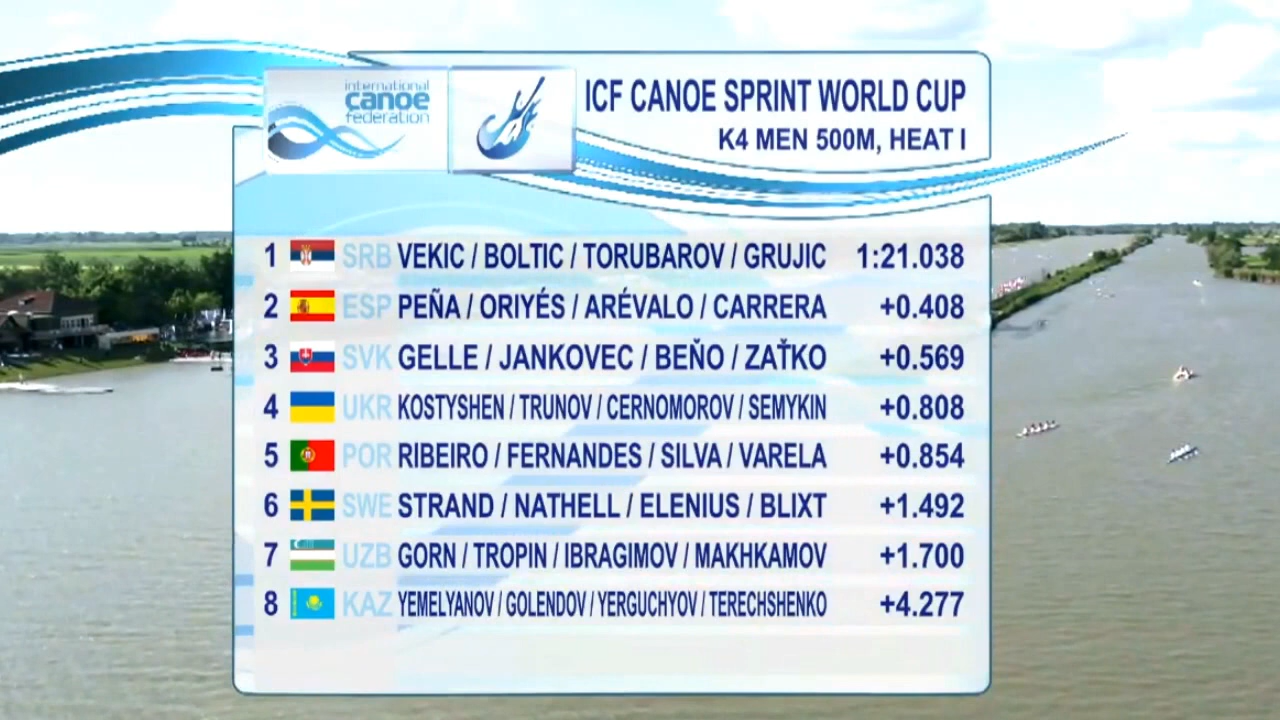 international
canoe
federation
ICF CANOE SPRINT WORLD CUP
K4 MEN 500M, HEAT I
1 SRB VEKIC / BOLTIC / TORUBAROV / GRUJIC 1:21.038
2 ESP PEÑA / ORIYÉS / ARÉVALO / CARRERA +0.408
3 SVK GELLE / JANKOVEC / BEŇO / ZAŤKO +0.569
4 UKR KOSTYSHEN / TRUNOV / CERNOMOROV / SEMYKIN +0.808
5 POR RIBEIRO / FERNANDES / SILVA / VARELA +0.854
6 SWE STRAND / NATHELL / ELENIUS / BLIXT +1.492
7 UZB GORN / TROPIN / IBRAGIMOV / MAKHKAMOV +1.700
8 KAZ YEMELYANOV / GOLENDOV / YERGUCHYOV / TERECHSHENKO +4.277